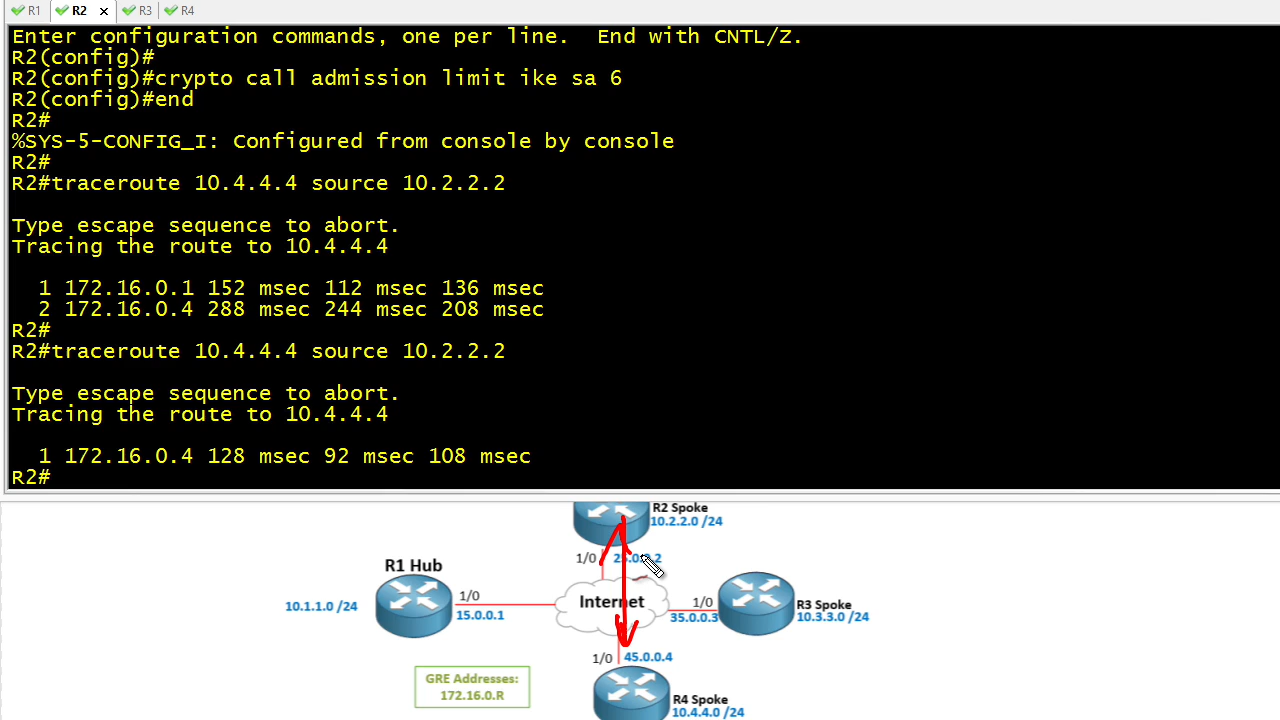 R1 R2 × R3 R4
Enter configuration commands, one per line.  End with CNTL/Z.
R2(config)#
R2(config)#crypto call admission limit ike sa 6
R2(config)#end
R2#
%SYS-5-CONFIG_I: Configured from console by console
R2#
R2#traceroute 10.4.4.4 source 10.2.2.2
Type escape sequence to abort.
Tracing the route to 10.4.4.4
1 172.16.0.1 152 msec 112 msec 136 msec
2 172.16.0.4 288 msec 244 msec 208 msec
R2#
R2#traceroute 10.4.4.4 source 10.2.2.2
Type escape sequence to abort.
Tracing the route to 10.4.4.4
1 172.16.0.4 128 msec 92 msec 108 msec
R2#
R2 Spoke
10.2.2.0 /24
1/0
R1 Hub
10.1.1.0 /24
1/0
15.0.0.1
Internet
1/0
35.0.0.3
R3 Spoke
10.3.3.0 /24
1/0
45.0.0.4
GRE Addresses:
172.16.0.R
R4 Spoke
10.4.4.0 /24